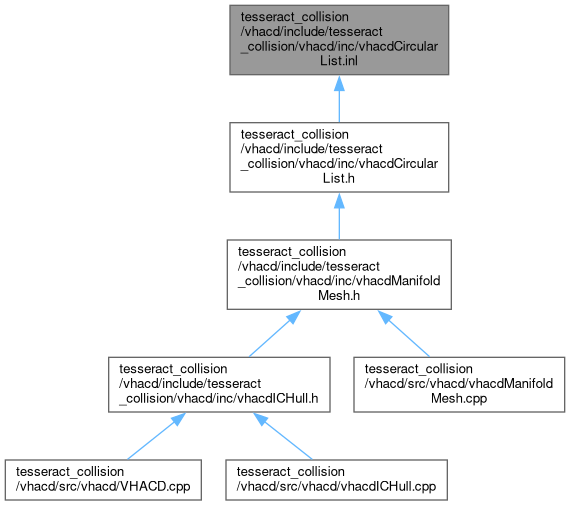 tesseract_collision
/vhacd/include/tesseract
_collision/vhacd/inc/vhacdCircular
List.inl
tesseract_collision
/vhacd/include/tesseract
_collision/vhacd/inc/vhacdCircular
List.h
tesseract_collision
/vhacd/include/tesseract
_collision/vhacd/inc/vhacdManifold
Mesh.h
tesseract_collision
/vhacd/include/tesseract
_collision/vhacd/inc/vhacdICHull.h
tesseract_collision
/vhacd/src/vhacd/vhacdManifold
Mesh.cpp
tesseract_collision
/vhacd/src/vhacd/VHACD.cpp
tesseract_collision
/vhacd/src/vhacd/vhacdICHull.cpp